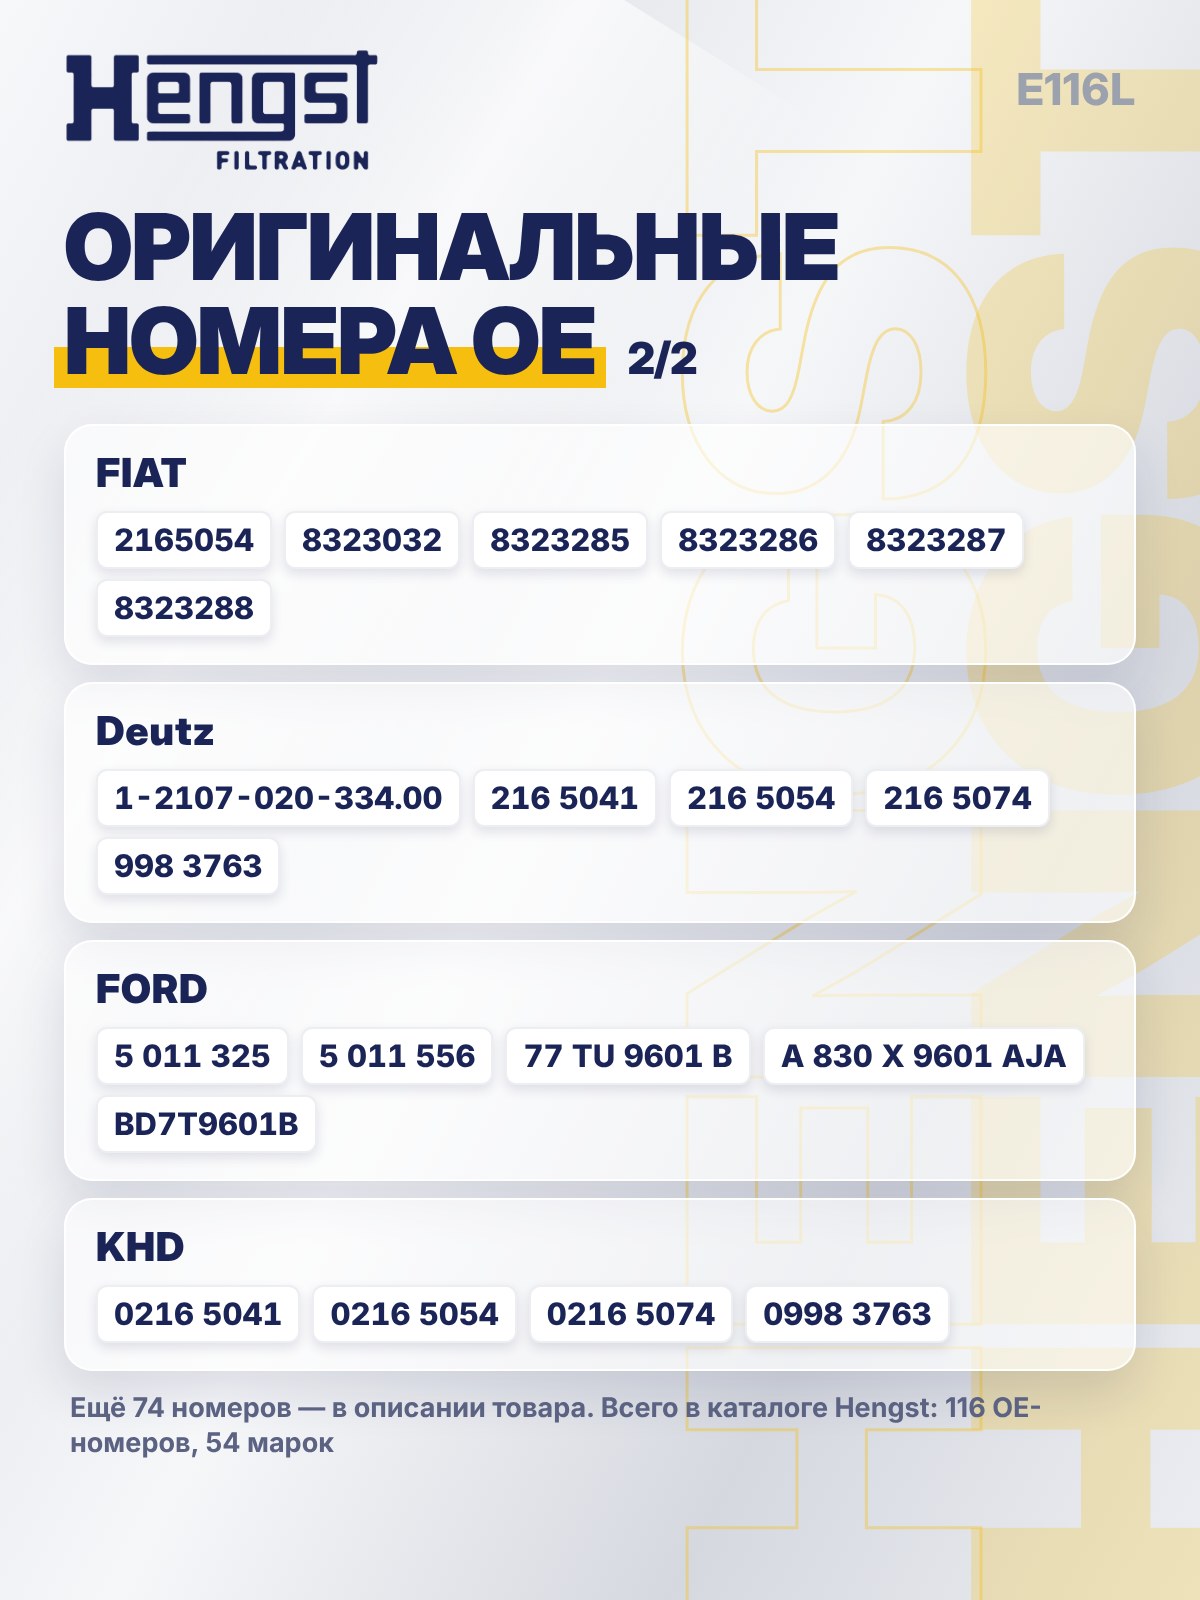 Hengst
FILTRATION
E116L
ОРИГИНАЛЬНЫЕ
НОМЕРА OE 2/2
FIAT
2165054 8323032 8323285 8323286 8323287
8323288
Deutz
1-2107-020-334.00 216 5041 216 5054 216 5074
998 3763
FORD
5 011 325 5 011 556 77 TU 9601 B A 830 X 9601 AJA
BD7T9601B
KHD
0216 5041 0216 5054 0216 5074 0998 3763
Ещё 74 номеров — в описании товара. Всего в каталоге Hengst: 116 OE-
номеров, 54 марок
HENGST
HENGST